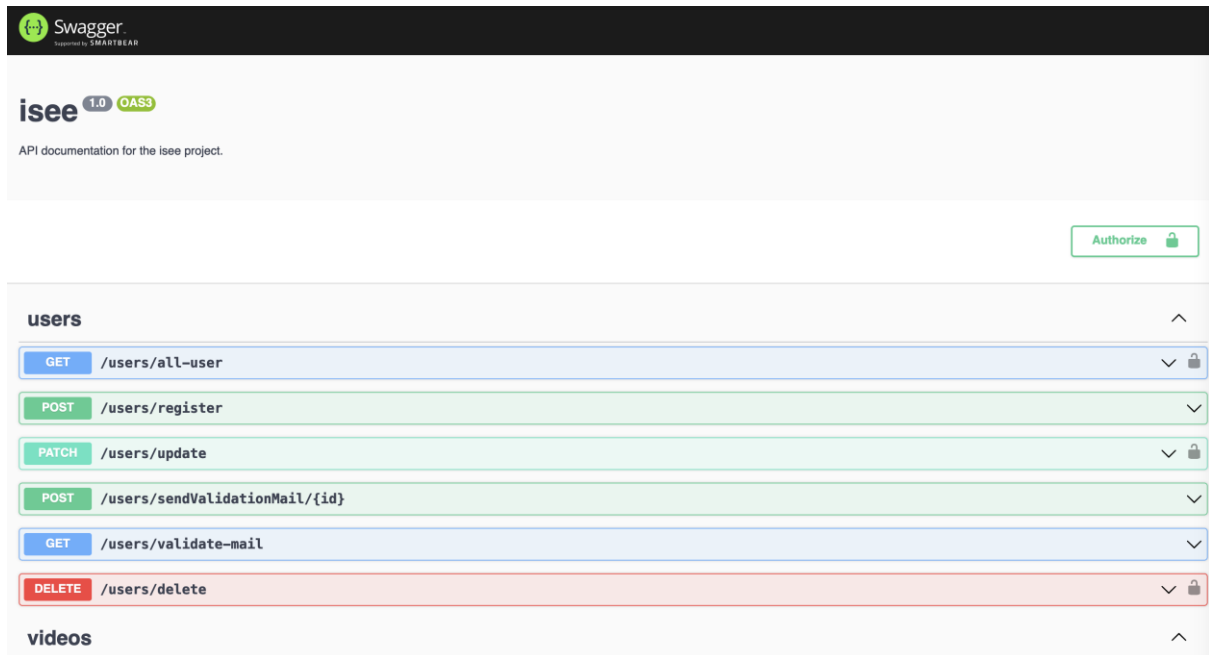 Swagger.
Supported by SMARTBEAR
isee 1.0 OAS3
API documentation for the isee project.
Authorize
users
GET /users/all-user
POST /users/register
PATCH /users/update
POST /users/sendValidationMail/{id}
GET /users/validate-mail
DELETE /users/delete
videos